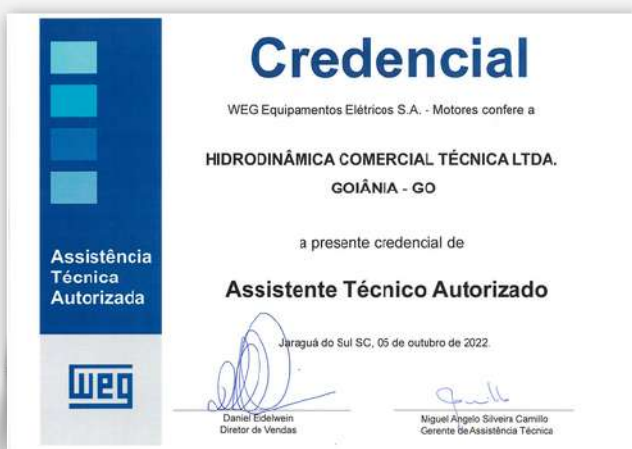 Credencial
WEG Equipamentos Elétricos S.A. - Motores confere a
HIDRODINÂMICA COMERCIAL TÉCNICA LTDA.
GOIÂNIA - GO
a presente credencial de
Assistente Técnico Autorizado
Jaraguá do Sul SC, 05 de outubro de 2022.
Daniel Eidelwein
Diretor de Vendas
Miguel Angelo Silveira Camillo
Gerente de Assistência Técnica
Assistência
Técnica
Autorizada
weg